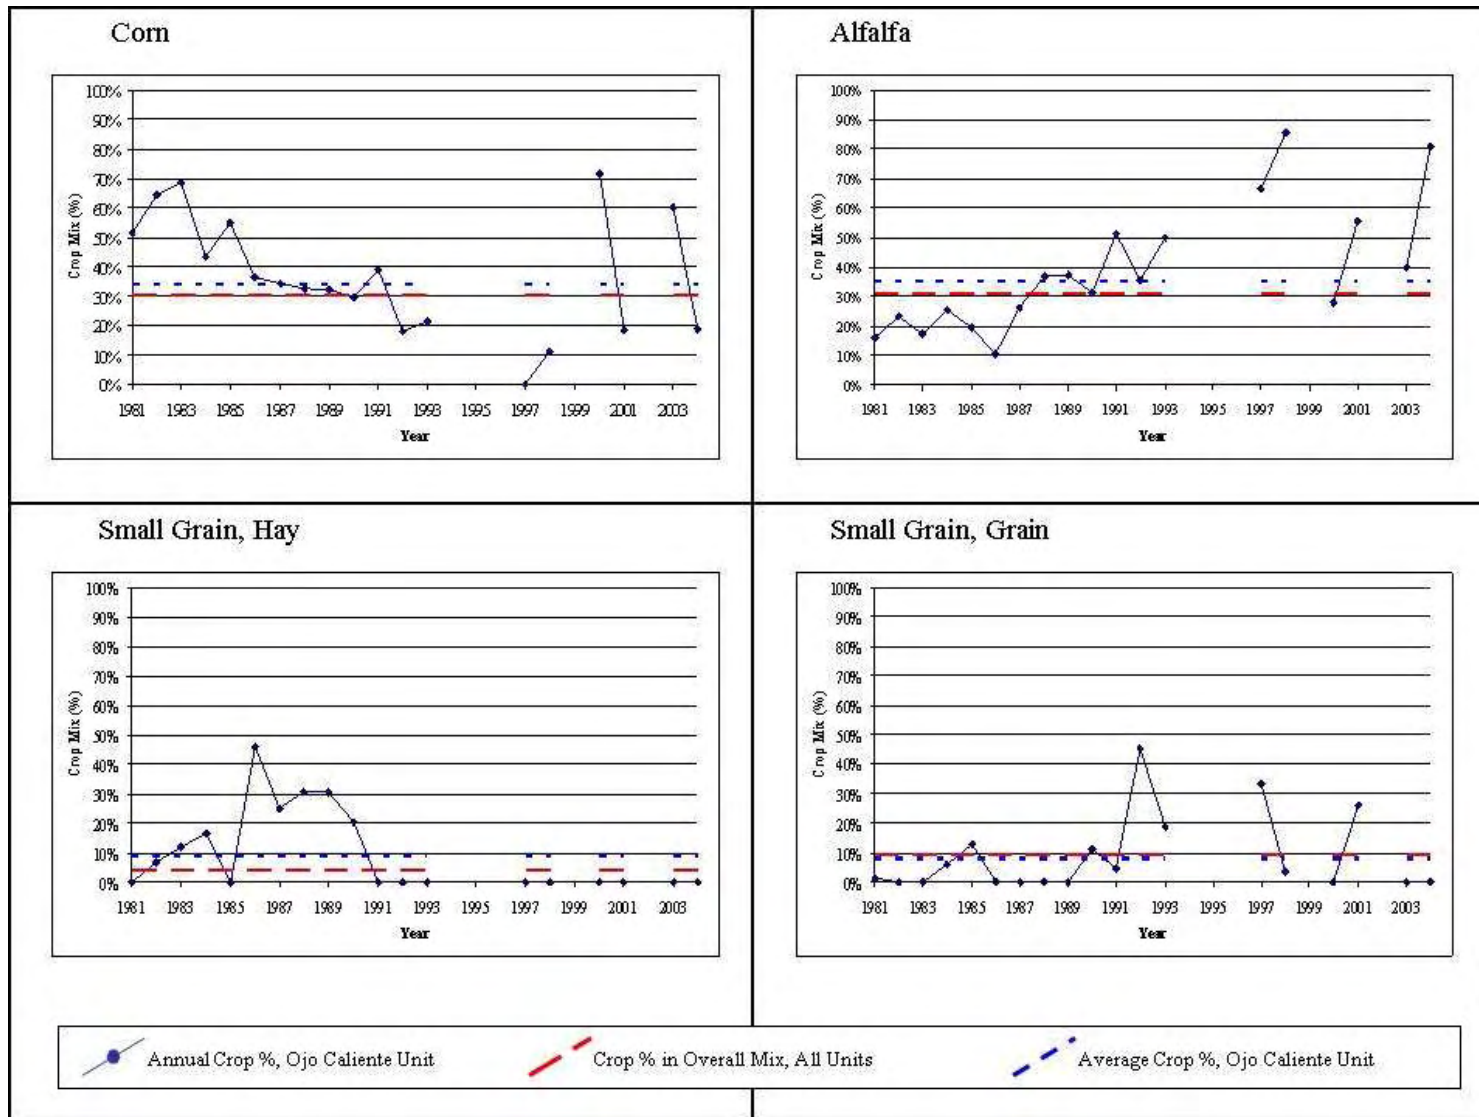 Corn
100%
90%
80%
70%
60%
50%
40%
30%
20%
10%
0%
Crop Mix (%)
1981 1983 1985 1987 1989 1991 1993 1995 1997 1999 2001 2003
Year
Alfalfa
100%
90%
80%
70%
60%
50%
40%
30%
20%
10%
0%
Crop Mix (%)
1981 1983 1985 1987 1989 1991 1993 1995 1997 1999 2001 2003
Year
Small Grain, Hay
100%
90%
80%
70%
60%
50%
40%
30%
20%
10%
0%
Crop Mix (%)
1981 1983 1985 1987 1989 1991 1993 1995 1997 1999 2001 2003
Year
Small Grain, Grain
100%
90%
80%
70%
60%
50%
40%
30%
20%
10%
0%
Crop Mix (%)
1981 1983 1985 1987 1989 1991 1993 1995 1997 1999 2001 2003
Year
Annual Crop %, Ojo Caliente Unit
Crop % in Overall Mix, All Units
Average Crop %, Ojo Caliente Unit